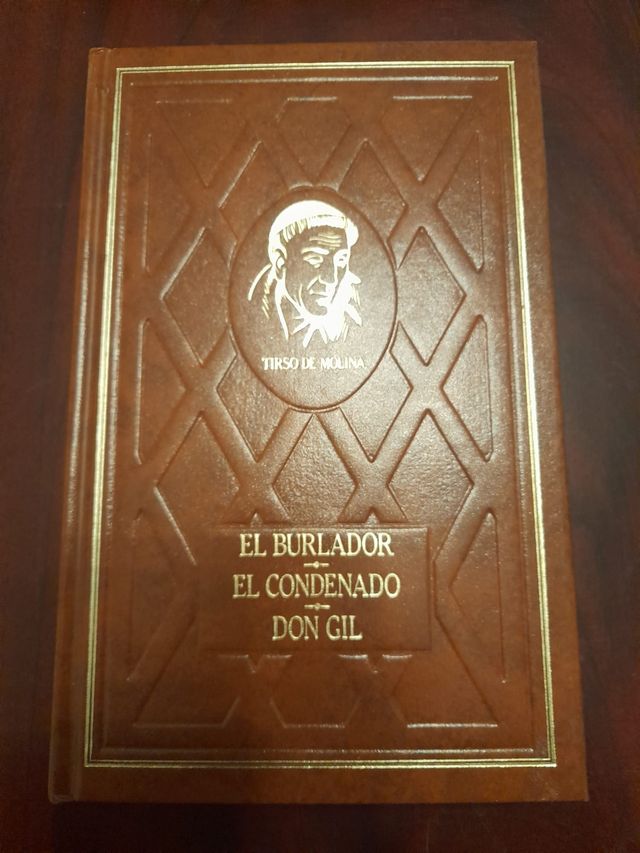 TIRSO DE MOLINA
EL BURLADOR
EL CONDENADO
DON GIL